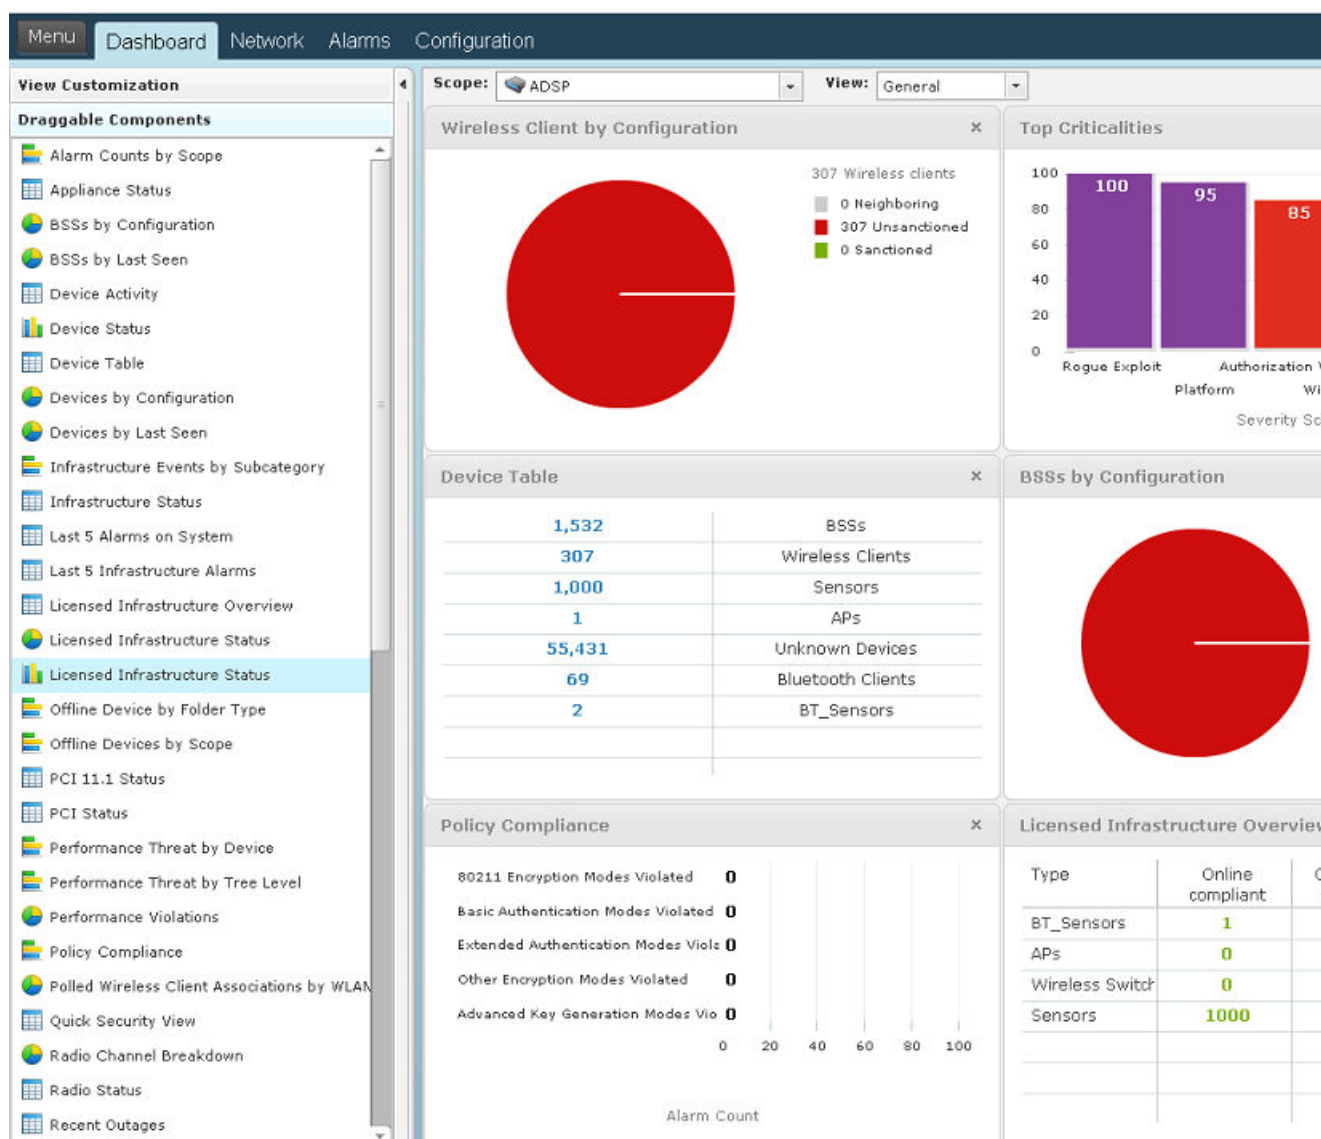 Menu Dashboard Network Alarms Configuration
View Customization
Draggable Components
Alarm Counts by Scope
Appliance Status
BSSs by Configuration
BSSs by Last Seen
Device Activity
Device Status
Device Table
Devices by Configuration
Devices by Last Seen
Infrastructure Events by Subcategory
Infrastructure Status
Last 5 Alarms on System
Last 5 Infrastructure Alarms
Licensed Infrastructure Overview
Licensed Infrastructure Status
Licensed Infrastructure Status
Offline Device by Folder Type
Offline Devices by Scope
PCI 11.1 Status
PCI Status
Performance Threat by Device
Performance Threat by Tree Level
Performance Violations
Policy Compliance
Polled Wireless Client Associations by WLAN
Quick Security View
Radio Channel Breakdown
Radio Status
Recent Outages
Scope: ADSP View: General
Wireless Client by Configuration
307 Wireless clients
0 Neighboring
307 Unsanctioned
0 Sanctioned
Top Criticalities
100
80
60
40
20
0
100
95
85
Rogue Exploit Authorization
Platform Wi
Severity Sc
Device Table
1,532 BSSs
307 Wireless Clients
1,000 Sensors
1 APs
55,431 Unknown Devices
69 Bluetooth Clients
2 BT_Sensors
BSSs by Configuration
Policy Compliance
80211 Encryption Modes Violated 0
Basic Authentication Modes Violated 0
Extended Authentication Modes Viola 0
Other Encryption Modes Violated 0
Advanced Key Generation Modes Vio 0
0 20 40 60 80 100
Alarm Count
Licensed Infrastructure Overview
Type Online
compliant
BT_Sensors 1
APs 0
Wireless Switch 0
Sensors 1000